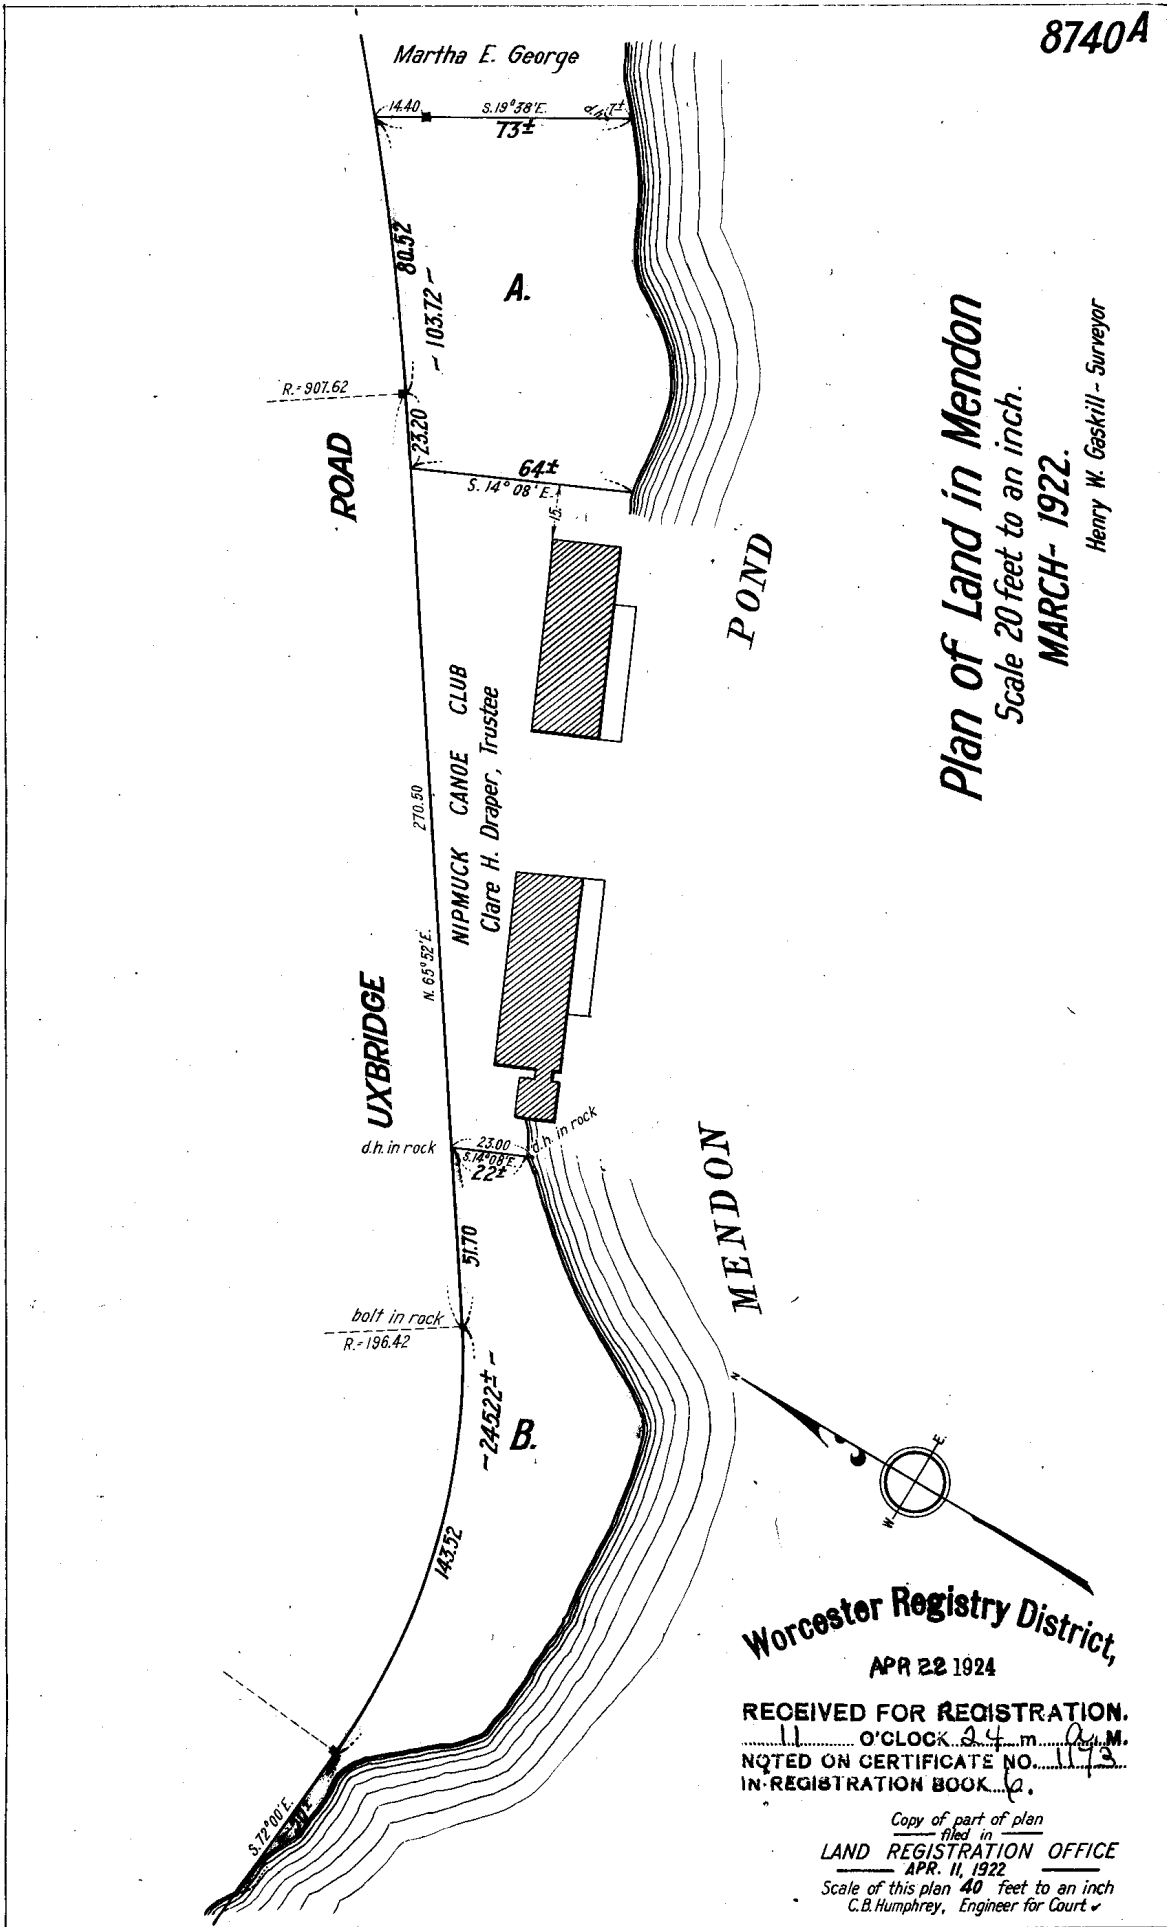 8740A
Martha E. George
14.40
S.19°38'E.
73±
80.52
- 103.72 -
A.
R.=907.62
23.20
64±
S. 14° 08' E.
15.
ROAD
POND
Plan of Land in Mendon
Scale 20 feet to an inch.
MARCH- 1922.
Henry W. Gaskill - Surveyor
NIPMUCK CANOE CLUB
Clare H. Draper, Trustee
270.50
N. 65°52'E.
UXBRIDGE
d.h. in rock
23.00
S.14°08'E.
22±
d.h. in rock
MENDON
51.70
bolt in rock
R.=196.42
-245.22± -
B.
143.52
N
E
W
S.72°00'E.
Worcester Registry District,
APR 22 1924
RECEIVED FOR REGISTRATION.
11 O'CLOCK 24 m A.M.
NOTED ON CERTIFICATE NO. 1173
IN REGISTRATION BOOK 6.
Copy of part of plan
filed in
LAND REGISTRATION OFFICE
APR. 11, 1922
Scale of this plan 40 feet to an inch
C.B. Humphrey, Engineer for Court